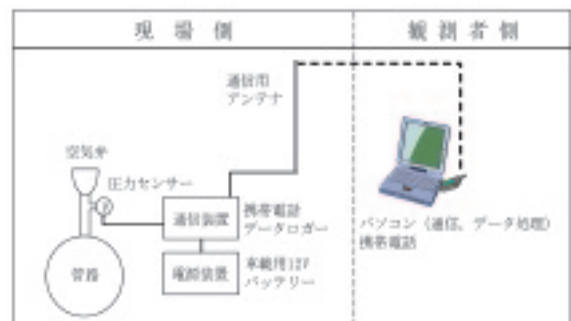 現場側
観測者側
通信用
アンテナ
空気弁
圧力センサー
通信装置
携帯電話
データロガー
パソコン（通信、データ処理）
携帯電話
管路
電源装置
車載用12V
バッテリー